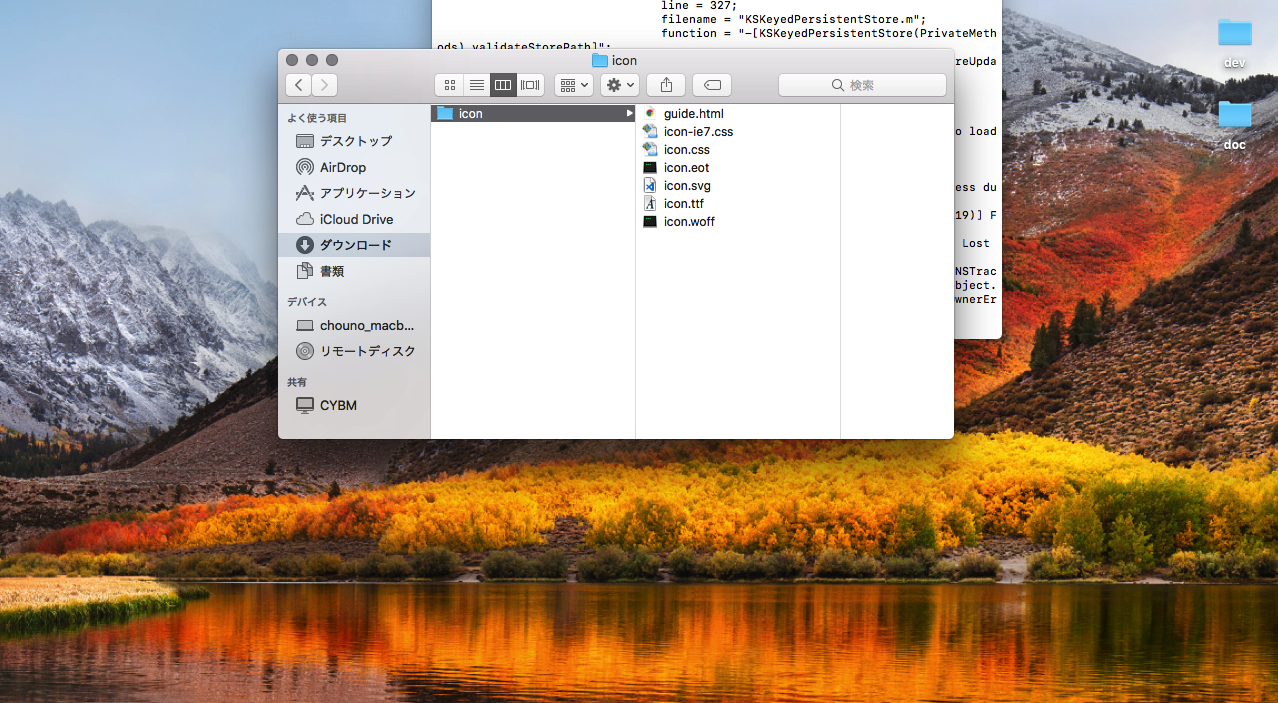 line = 327;
filename = "KSKeyedPersistentStore.m";
function = "-[KSKeyedPersistentStore(PrivateMeth
ods) validateStorePath]";
reUpda
o load
ess du
19)] F
Lost
NSTrac
bject.
wnerEr
icon
検索
よく使う項目
デスクトップ
AirDrop
アプリケーション
iCloud Drive
ダウンロード
書類
デバイス
chouno_macb...
リモートディスク
共有
CYBM
icon
guide.html
icon-ie7.css
icon.css
icon.eot
icon.svg
icon.ttf
icon.woff
dev
doc